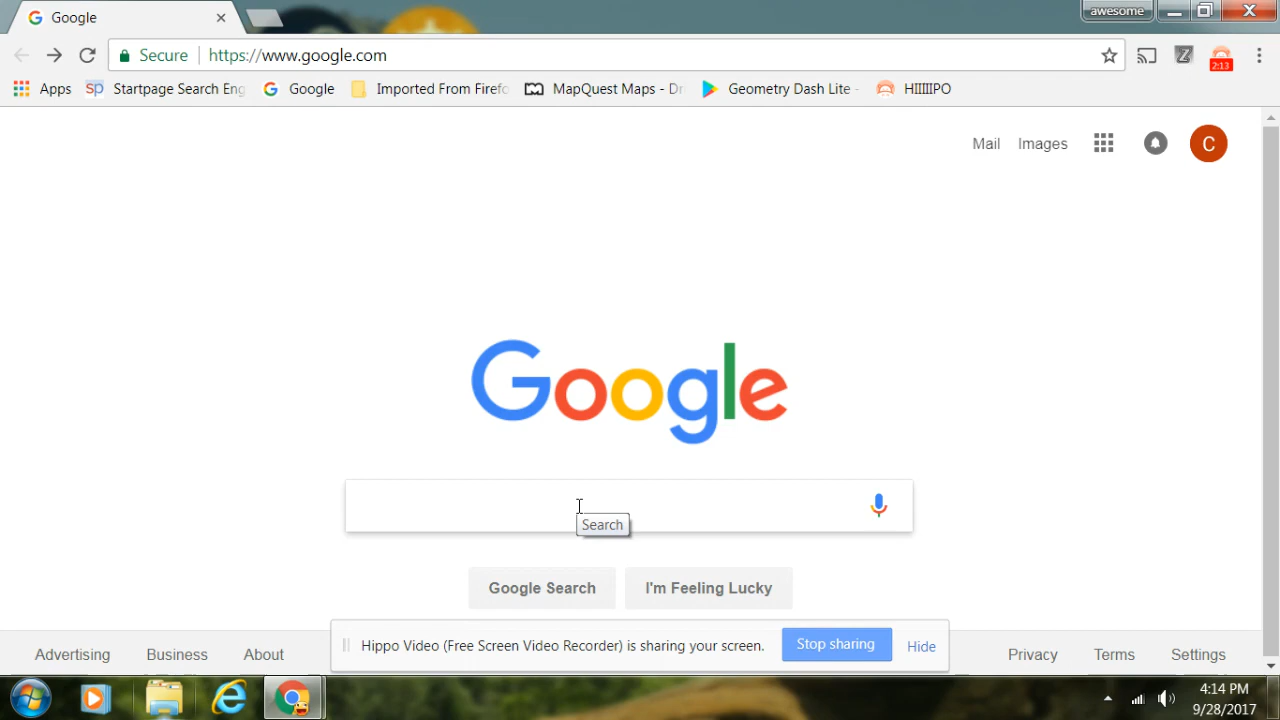 Google
awesome
Secure https://www.google.com
2:13
Apps Startpage Search Eng Google Imported From Firefo MapQuest Maps - Dr Geometry Dash Lite - HIIIIIPO
Mail Images C
Google
Search
Google Search I'm Feeling Lucky
Hippo Video (Free Screen Video Recorder) is sharing your screen. Stop sharing Hide
Advertising Business About Privacy Terms Settings
4:14 PM
9/28/2017